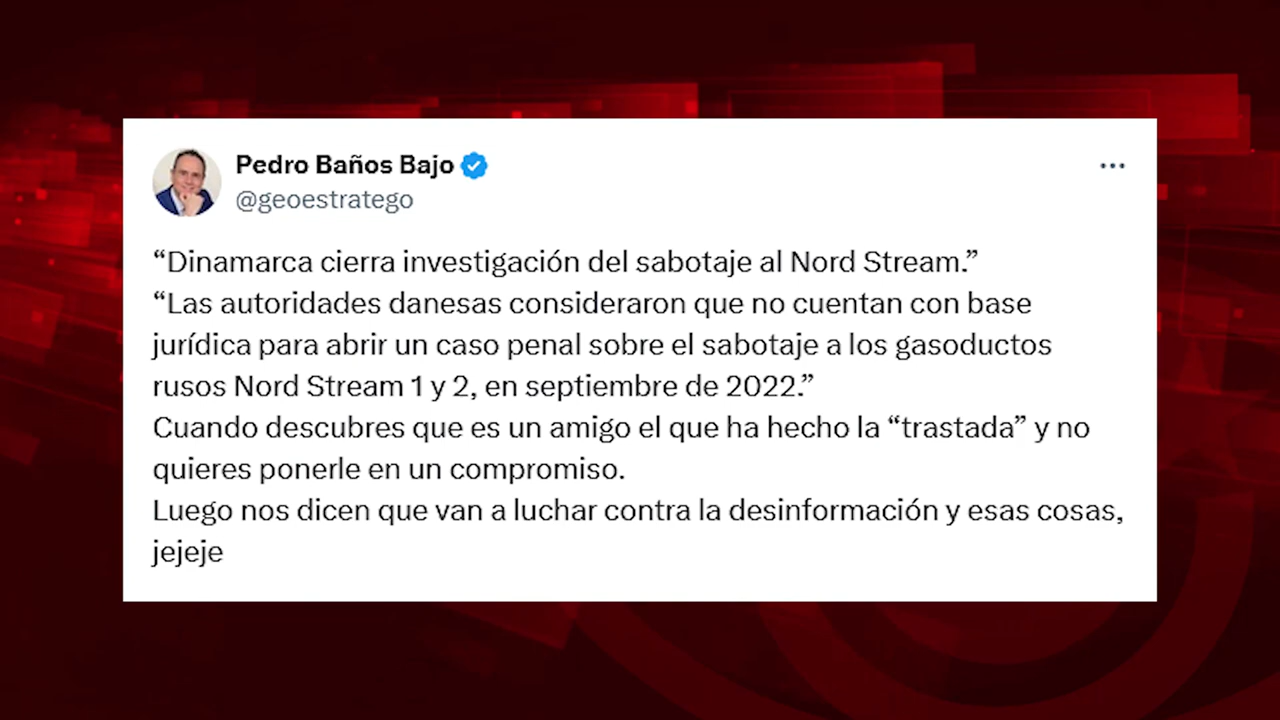 Pedro Baños Bajo
@geoestratego
“Dinamarca cierra investigación del sabotaje al Nord Stream.”
“Las autoridades danesas consideraron que no cuentan con base
jurídica para abrir un caso penal sobre el sabotaje a los gasoductos
rusos Nord Stream 1 y 2, en septiembre de 2022.”
Cuando descubres que es un amigo el que ha hecho la “trastada” y no
quieres ponerle en un compromiso.
Luego nos dicen que van a luchar contra la desinformación y esas cosas,
jejeje